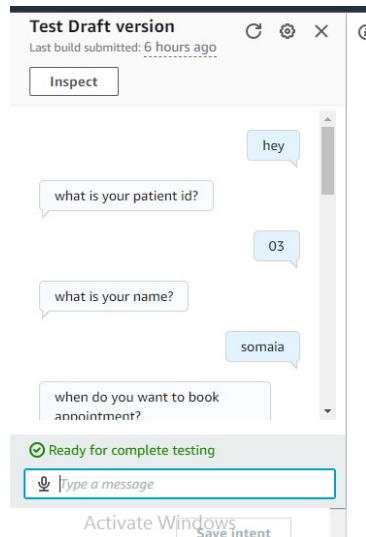 Test Draft version
Last build submitted: 6 hours ago
Inspect
hey
what is your patient id?
03
what is your name?
somaia
when do you want to book
appointment?
Ready for complete testing
Type a message
Activate Windows
Save intent